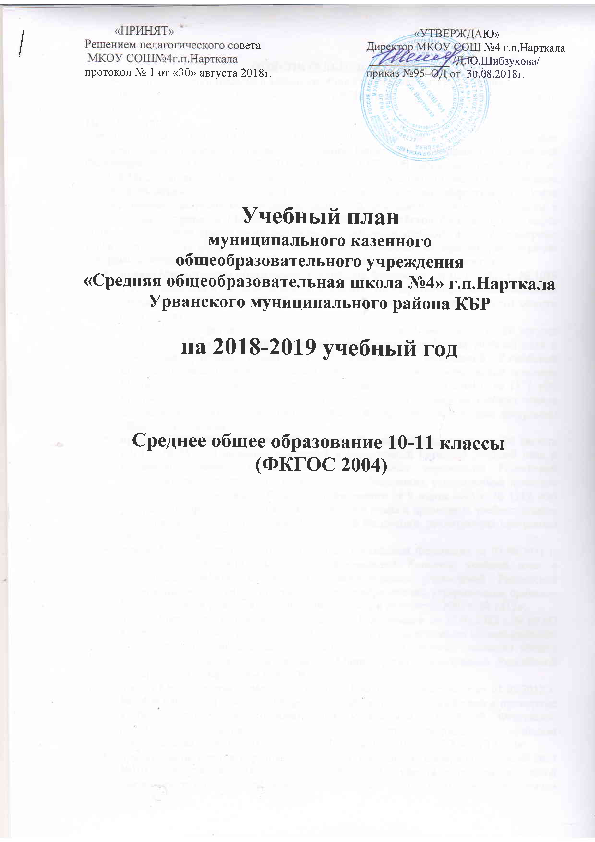 «ПРИНЯТ»
Решением педагогического совета
МКОУ СОШ№4г.п.Нарткала
протокол № 1 от «30» августа 2018г.
«УТВЕРЖДАЮ»
Директор МКОУ СОШ №4 г.п.Нарткала
Шибзухова/
приказ №95–ОД от 30.08.2018г.
Учебный план
муниципального казенного
общеобразовательного учреждения
«Средняя общеобразовательная школа №4» г.п.Нарткала
Урванского муниципального района КБР
на 2018-2019 учебный год
Среднее общее образование 10-11 классы
(ФКГОС 2004)